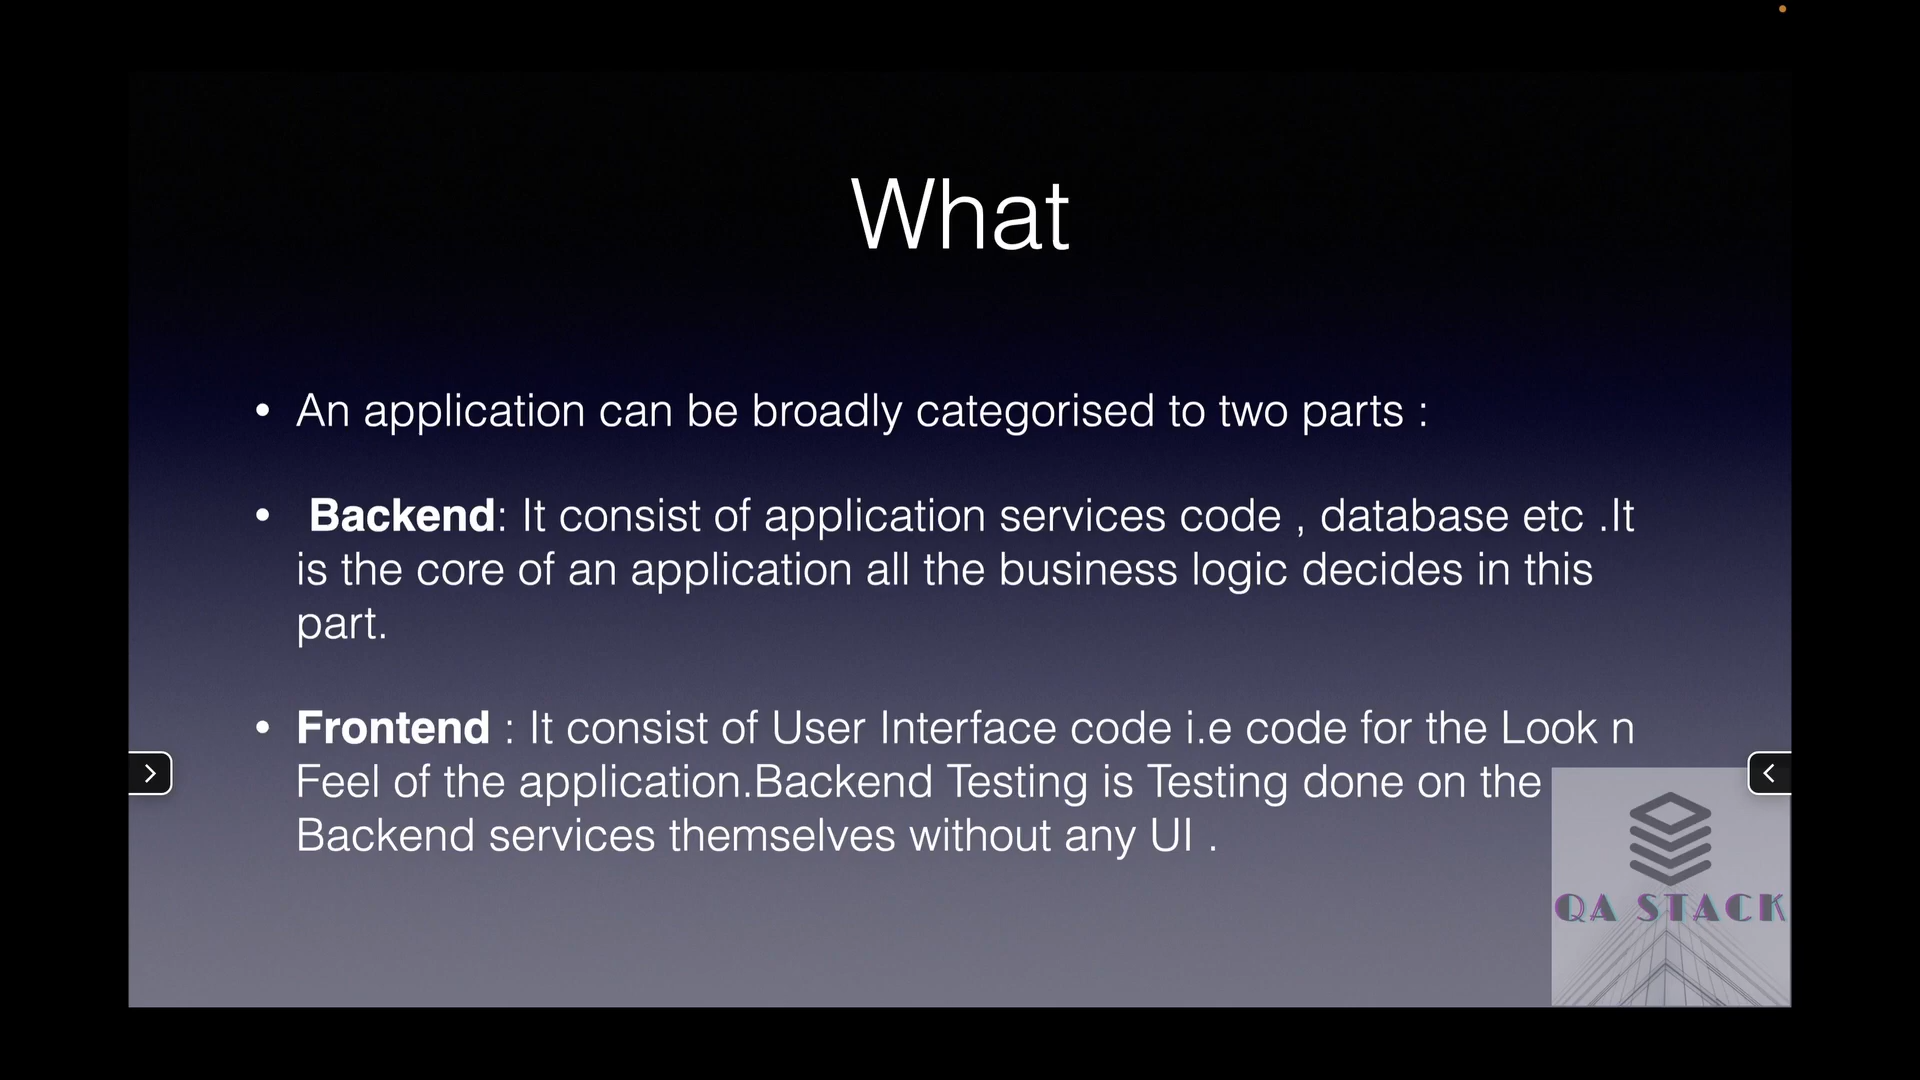 What
• An application can be broadly categorised to two parts :
• Backend: It consist of application services code , database etc .It
is the core of an application all the business logic decides in this
part.
• Frontend : It consist of User Interface code i.e code for the Look n
Feel of the application.Backend Testing is Testing done on the
Backend services themselves without any UI .
QA STACK